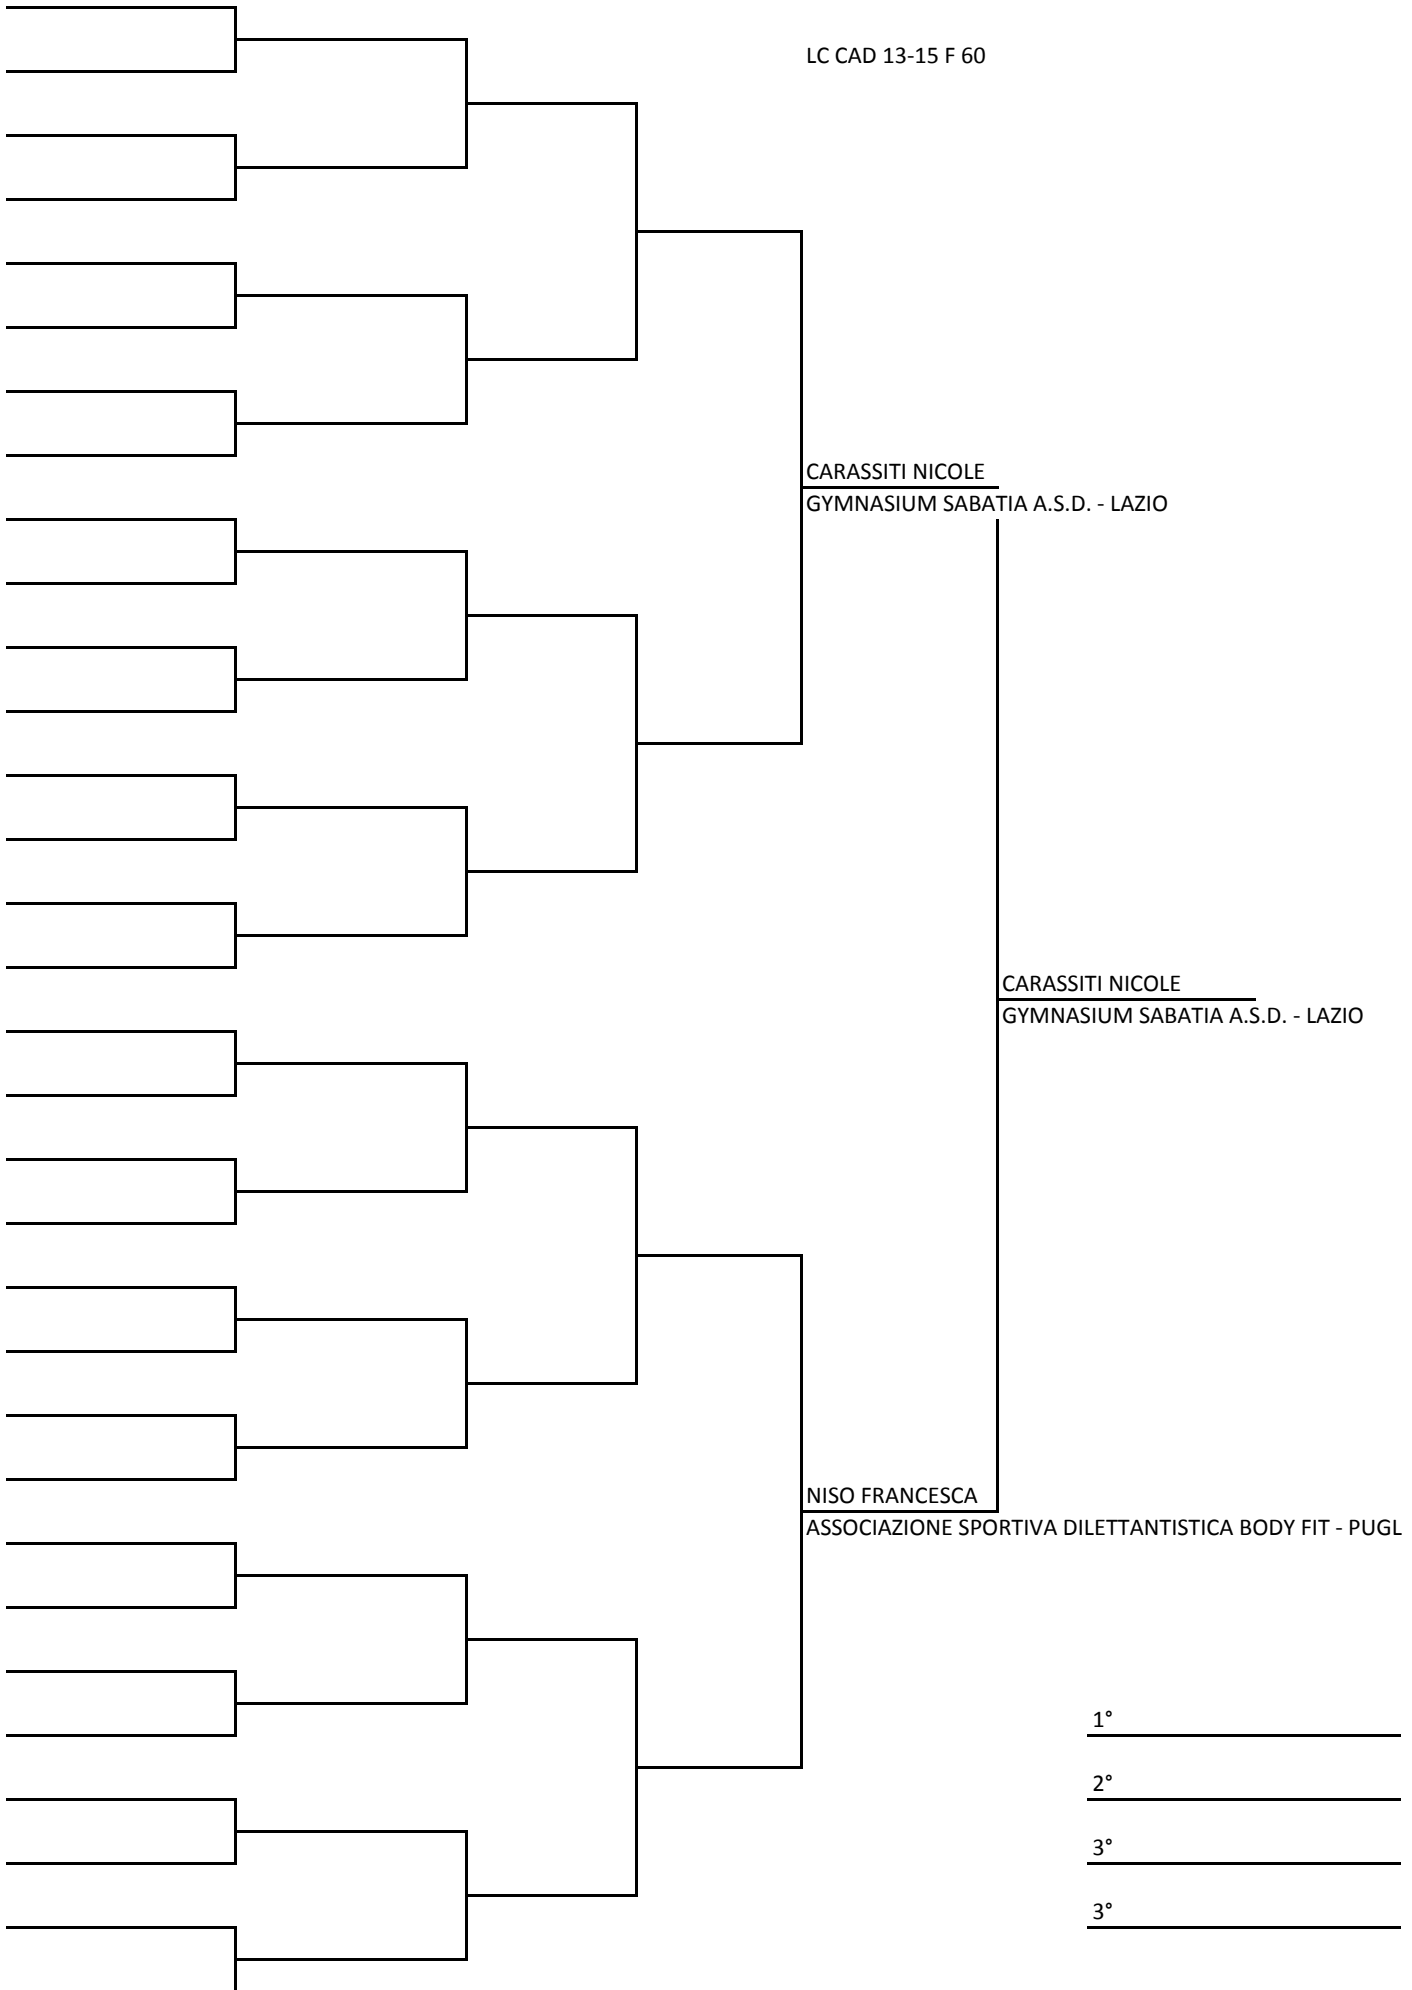 LC CAD 13-15 F 60
CARASSITI NICOLE
GYMNASIUM SABATIA A.S.D. - LAZIO
CARASSITI NICOLE
GYMNASIUM SABATIA A.S.D. - LAZIO
NISO FRANCESCA
ASSOCIAZIONE SPORTIVA DILETTANTISTICA BODY FIT - PUGL
1°
2°
3°
3°